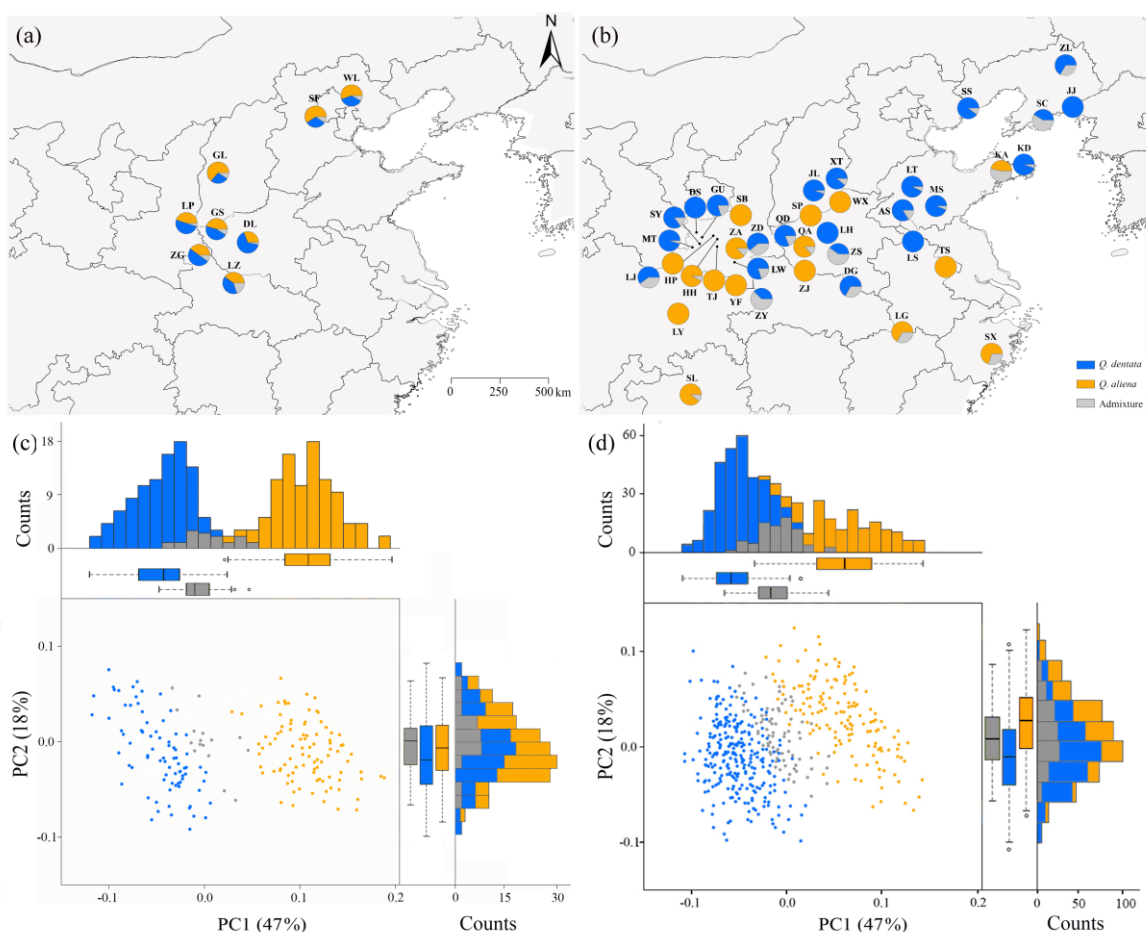 (a)
N
WL
SF
GL
LP
GS
DL
ZG
LZ
0 250 500 km
(b)
ZL
SS
JJ
SC
KA
KD
XT
LT
JL
MS
DS
GU
SB
SP
WX
AS
SY
QD
LH
MT
ZA
ZD
QA
ZS
LS
TS
HP
LJ
HH
TJ
YF
LW
ZJ
DG
ZY
LY
LG
SX
SL
Q. dentata
Q. aliena
Admixture
(c)
18
9
0
Counts
0.1
0.0
-0.1
PC2 (18%)
-0.1 0.0 0.1 0.2
0 15 30
PC1 (47%)
Counts
(d)
60
30
0
Counts
0.1
0.0
-0.1
PC2 (18%)
-0.1 0.0 0.1 0.2
0 50 100
PC1 (47%)
Counts